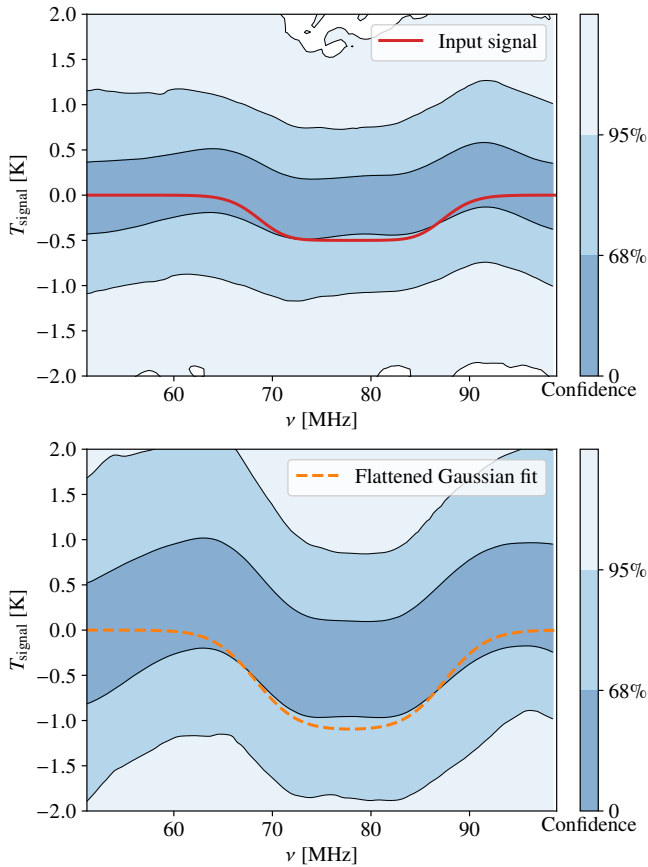 2.0
1.5
1.0
0.5
0.0
−0.5
−1.0
−1.5
−2.0
T_signal [K]
Input signal
60 70 80 90
ν [MHz]
95%
68%
0
Confidence
2.0
1.5
1.0
0.5
0.0
−0.5
−1.0
−1.5
−2.0
T_signal [K]
Flattened Gaussian fit
60 70 80 90
ν [MHz]
95%
68%
0
Confidence